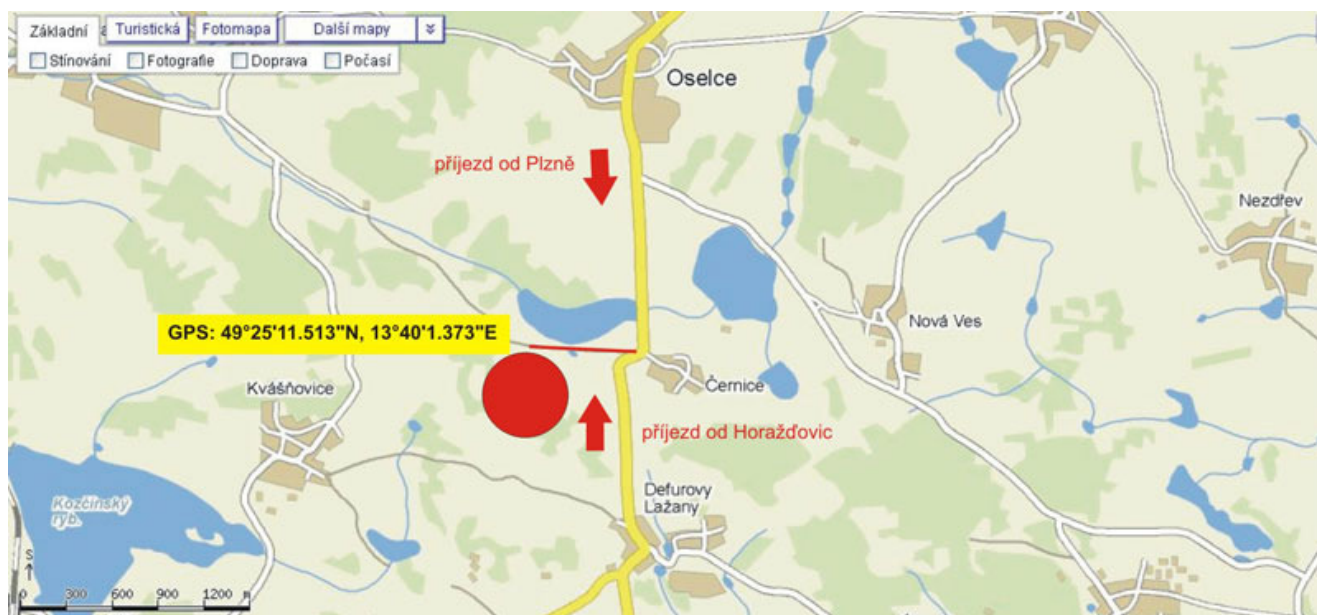 Základní
Turistická
Fotomapa
Další mapy
Stínování
Fotografie
Doprava
Počasí
Oselce
příjezd od Plzně
Nezdřev
GPS: 49°25'11.513"N, 13°40'1.373"E
Nová Ves
Kvášňovice
Černice
příjezd od Horažďovic
Defurovy
Lažany
Kozčínský
ryb.
S
0 300 600 900 1200 m